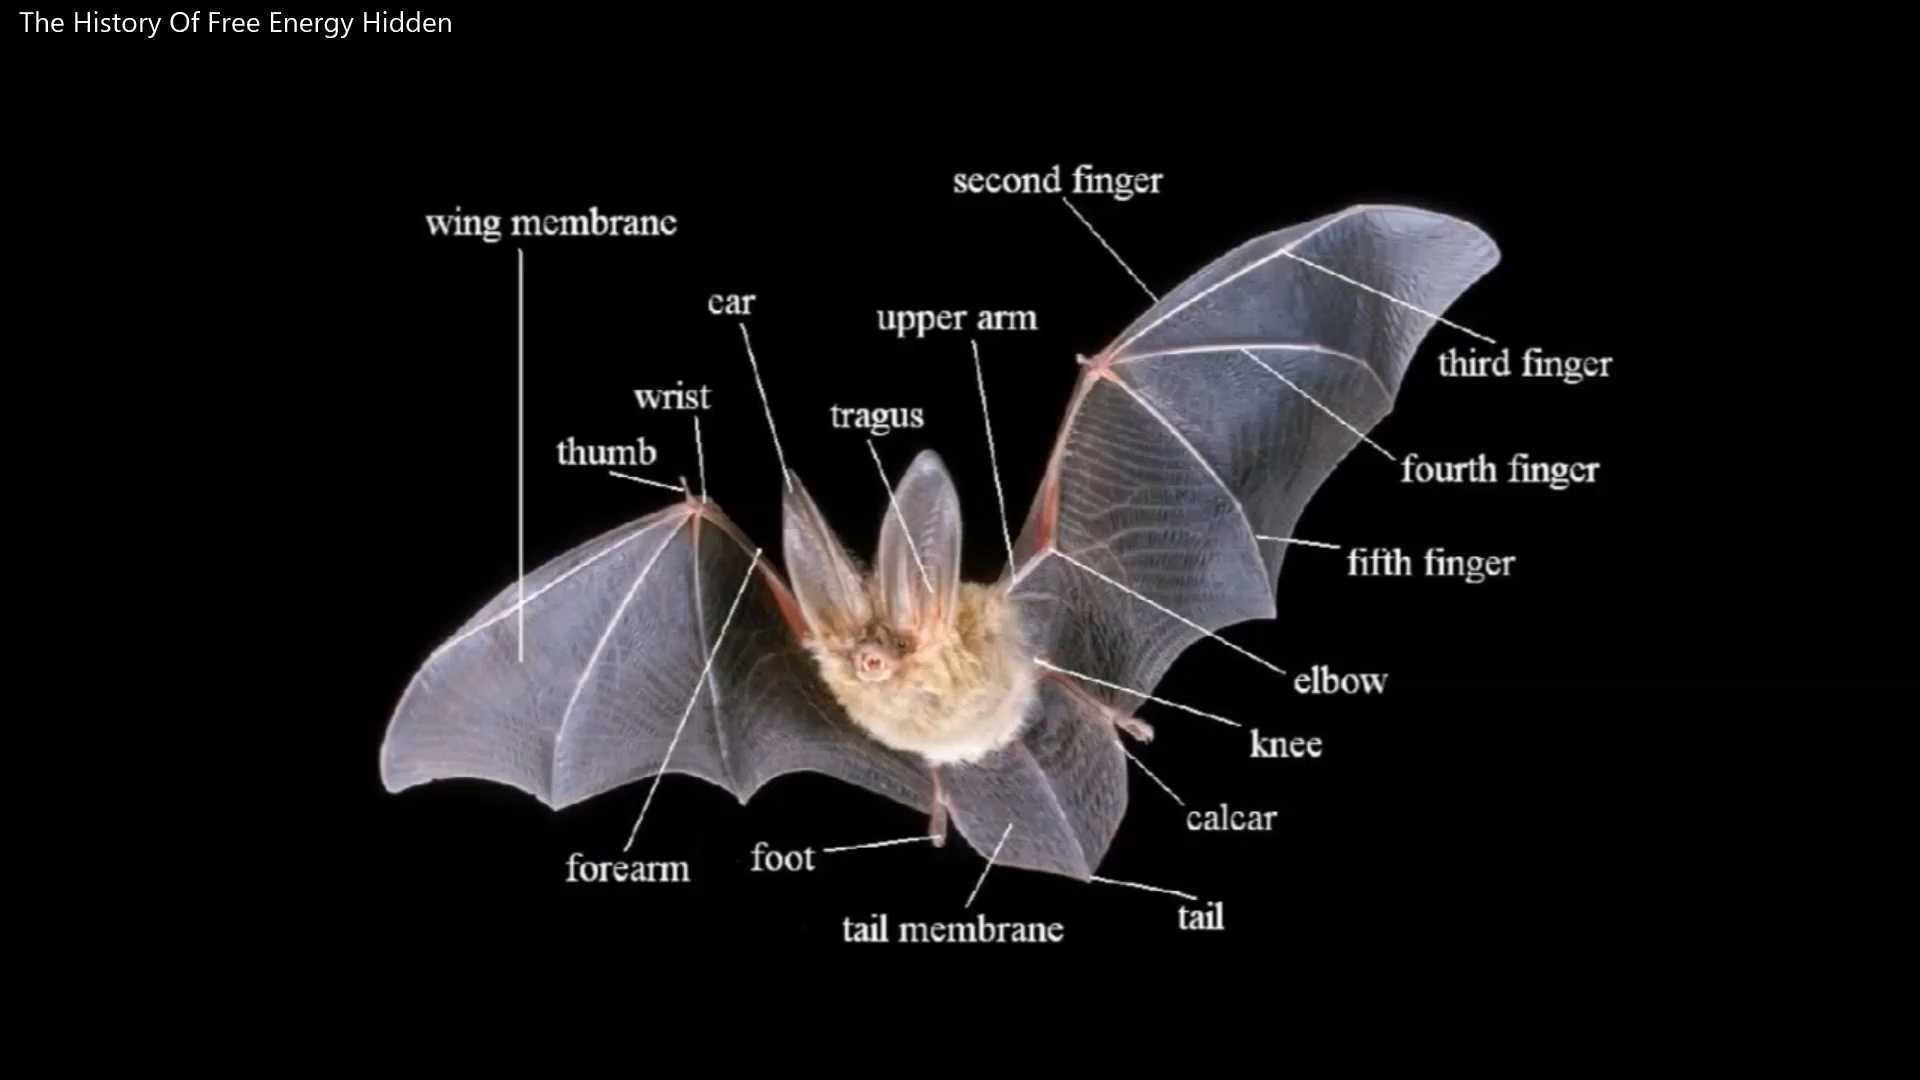 The History Of Free Energy Hidden
second finger
wing membrane
ear
upper arm
third finger
wrist
tragus
thumb
fourth finger
fifth finger
elbow
knee
calcar
forearm
foot
tail
tail membrane